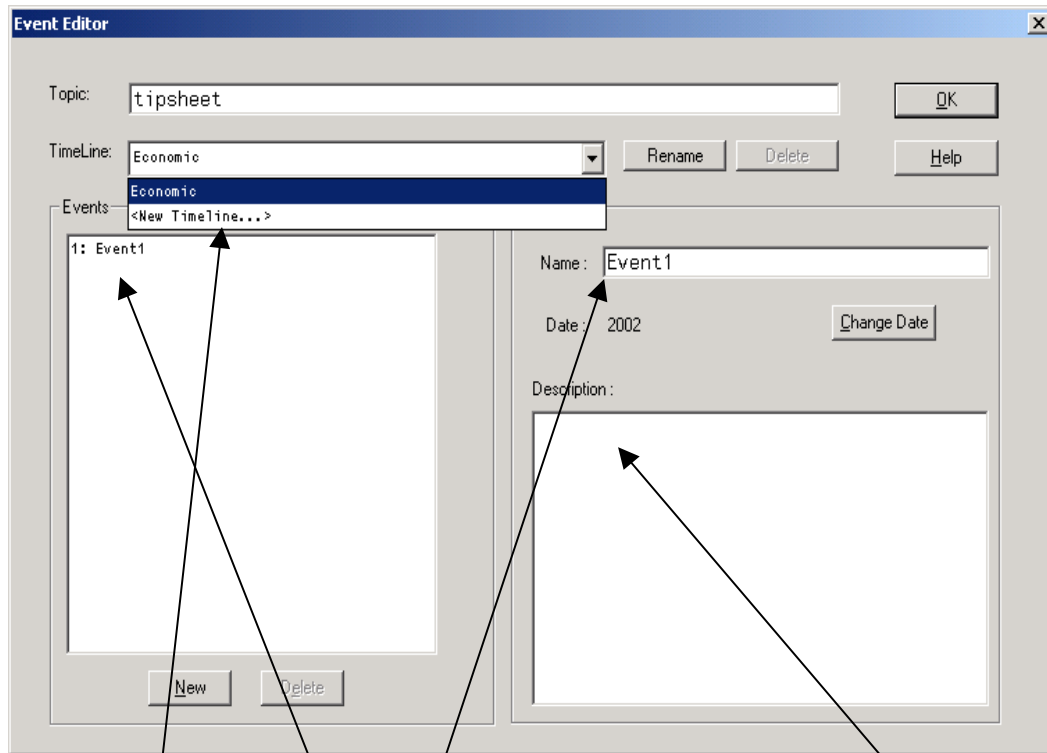 Event Editor
Topic: tipsheet OK
TimeLine: Economic Rename Delete Help
Economic
<New Timeline...>
Events
1: Event1
Name : Event1
Date : 2002 Change Date
Description :
New Delete